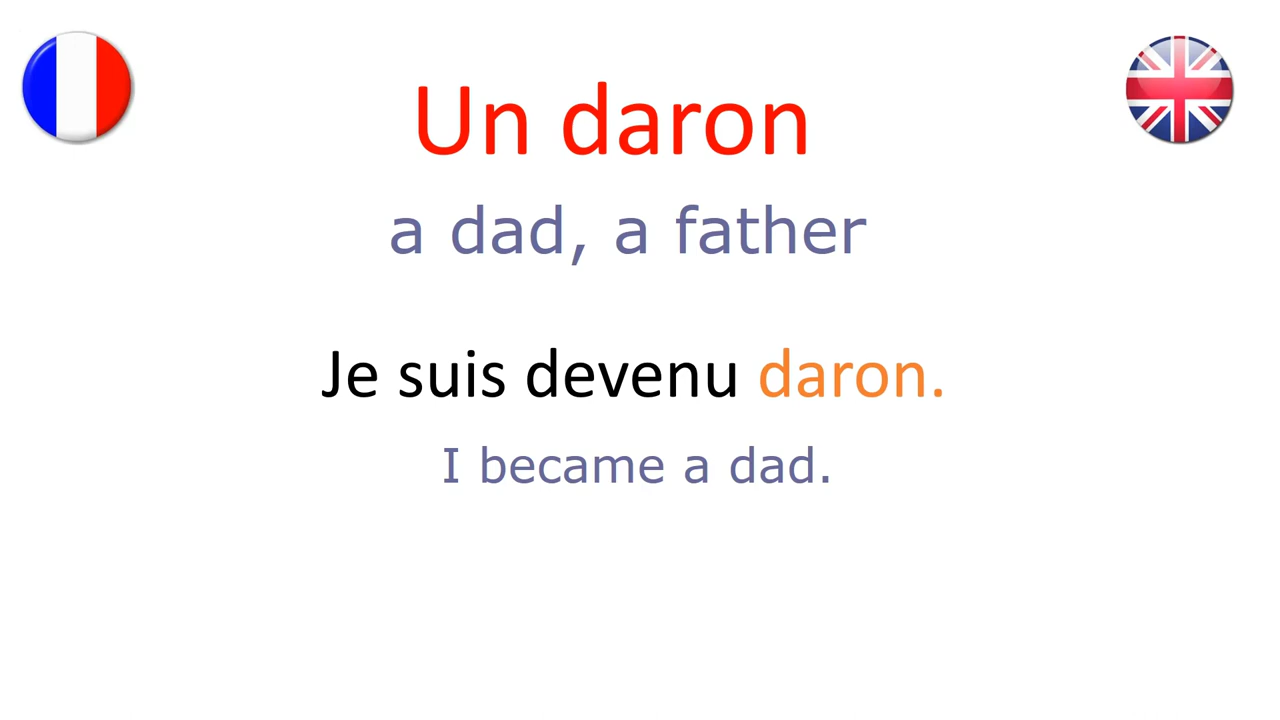 Un daron
a dad, a father
Je suis devenu daron.
I became a dad.